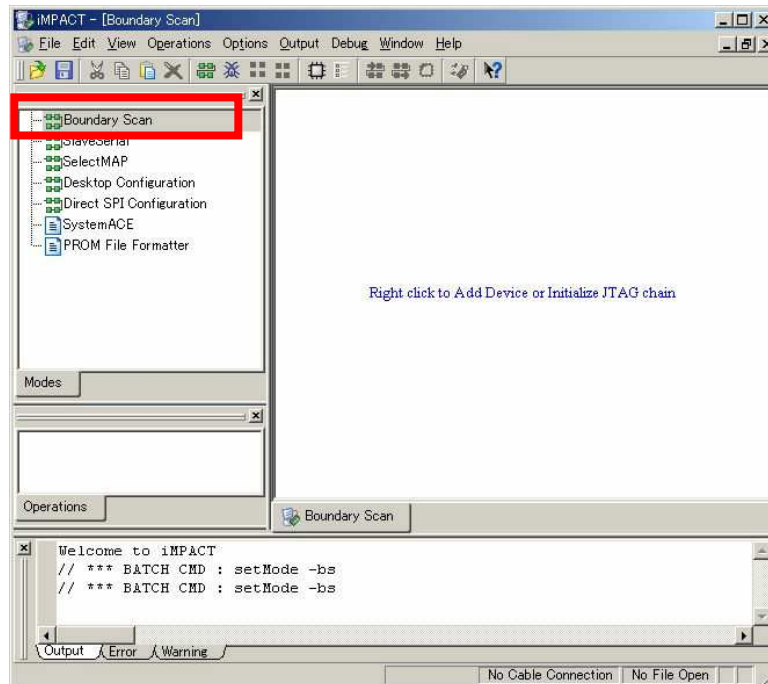 iMPACT - [Boundary Scan]
File Edit View Operations Options Output Debug Window Help
Boundary Scan
SlaveSerial
SelectMAP
Desktop Configuration
Direct SPI Configuration
SystemACE
PROM File Formatter
Right click to Add Device or Initialize JTAG chain
Modes
Operations
Boundary Scan
Welcome to iMPACT
// *** BATCH CMD : setMode -bs
// *** BATCH CMD : setMode -bs
Output Error Warning
No Cable Connection No File Open